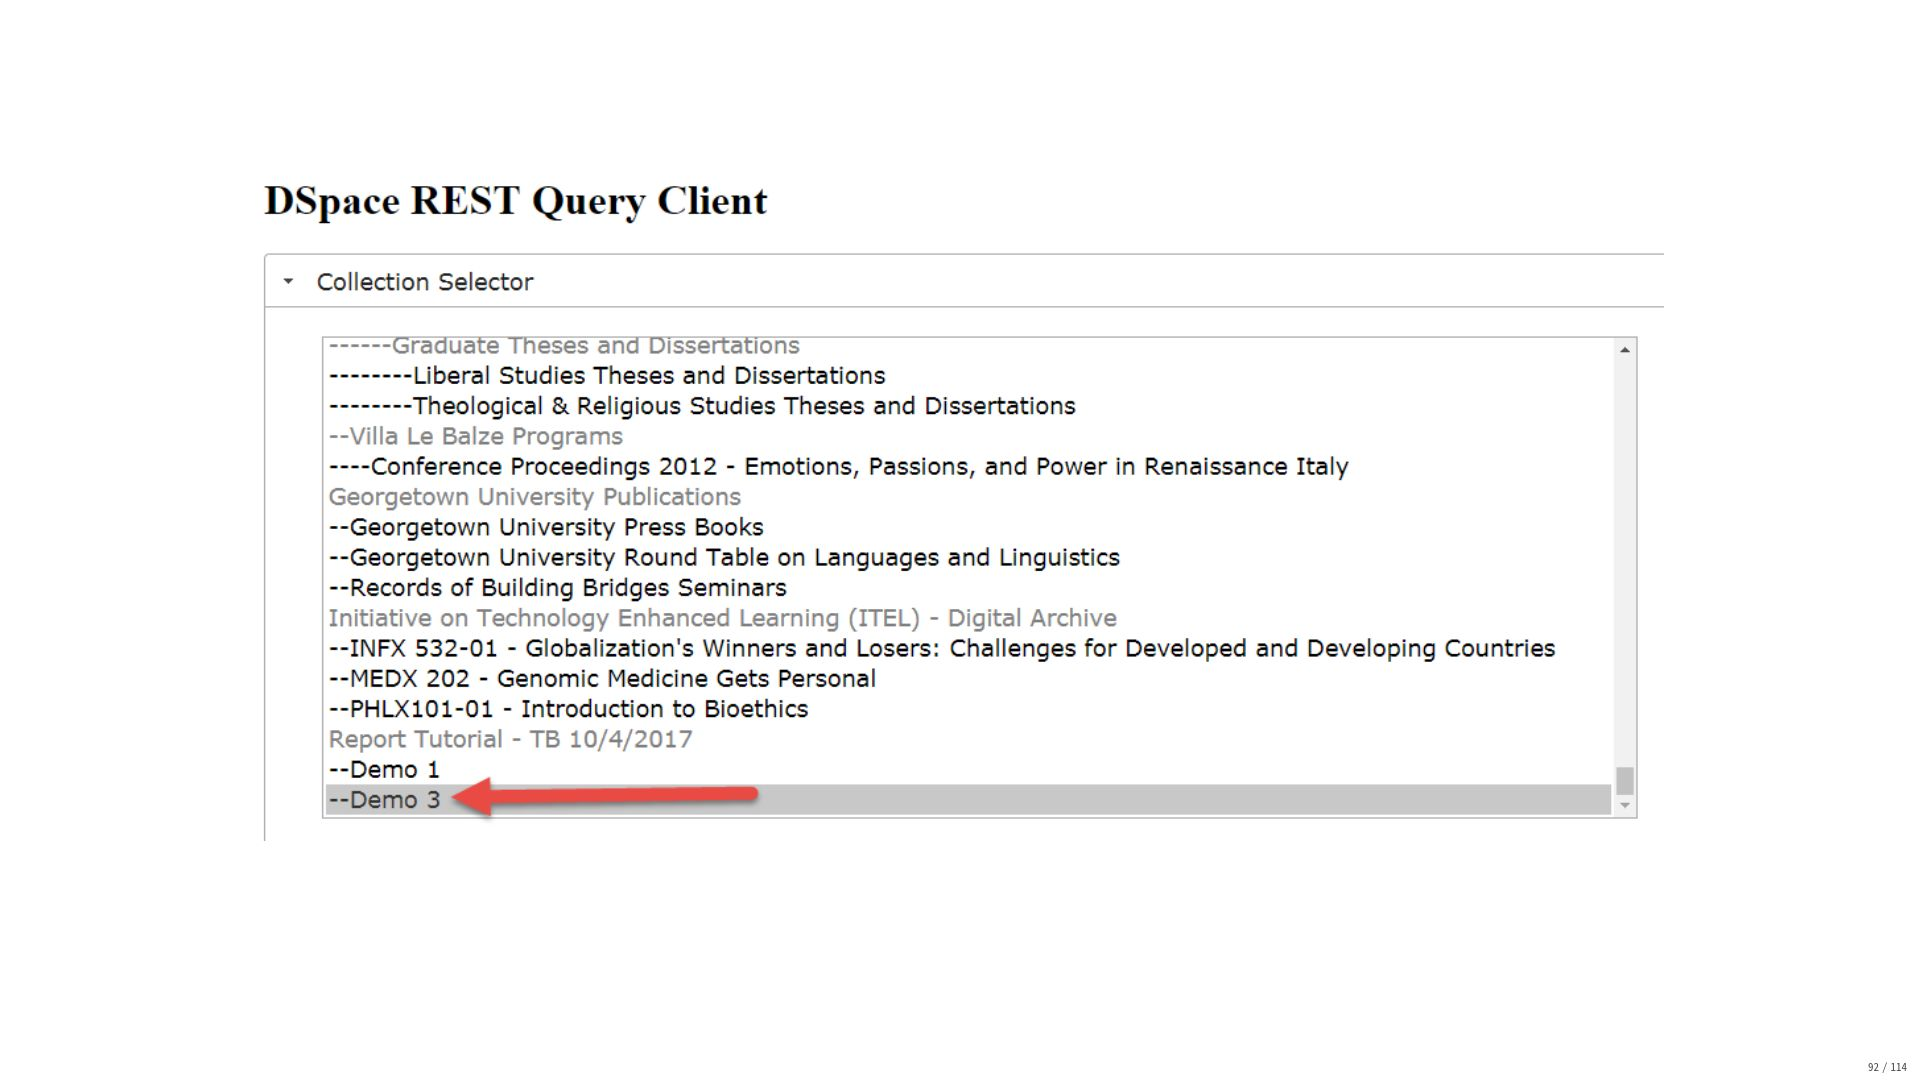 DSpace REST Query Client
Collection Selector
------Graduate Theses and Dissertations
--------Liberal Studies Theses and Dissertations
--------Theological & Religious Studies Theses and Dissertations
--Villa Le Balze Programs
----Conference Proceedings 2012 - Emotions, Passions, and Power in Renaissance Italy
Georgetown University Publications
--Georgetown University Press Books
--Georgetown University Round Table on Languages and Linguistics
--Records of Building Bridges Seminars
Initiative on Technology Enhanced Learning (ITEL) - Digital Archive
--INFX 532-01 - Globalization's Winners and Losers: Challenges for Developed and Developing Countries
--MEDX 202 - Genomic Medicine Gets Personal
--PHLX101-01 - Introduction to Bioethics
Report Tutorial - TB 10/4/2017
--Demo 1
--Demo 3
92 / 114